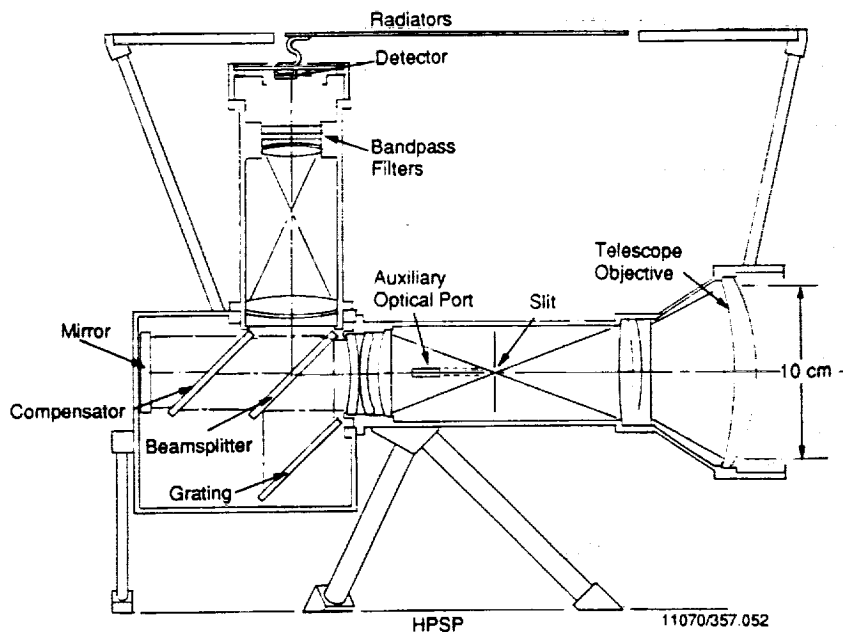 Radiators
Detector
Bandpass
Filters
Telescope
Objective
Auxiliary
Optical Port
Slit
Mirror
10 cm
Compensator
Beamsplitter
Grating
HPSP
11070/357.052